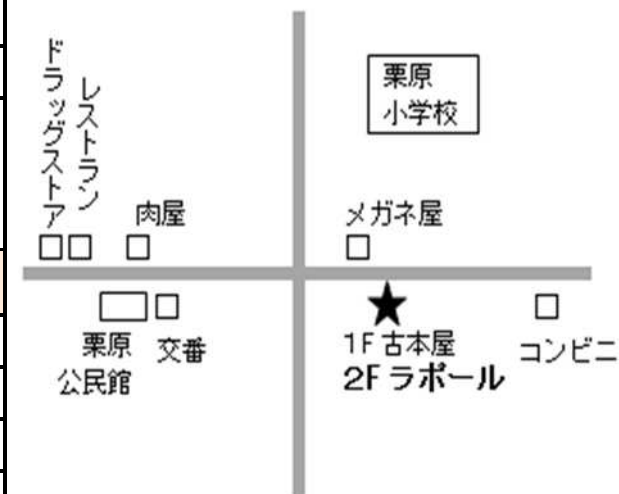 ドラッグストア
レストラン
肉屋
栗原
小学校
メガネ屋
栗原
公民館
交番
1F 古本屋
2F ラポール
コンビニ